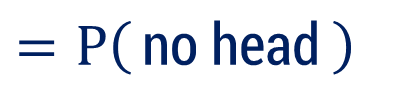 = P( no head )